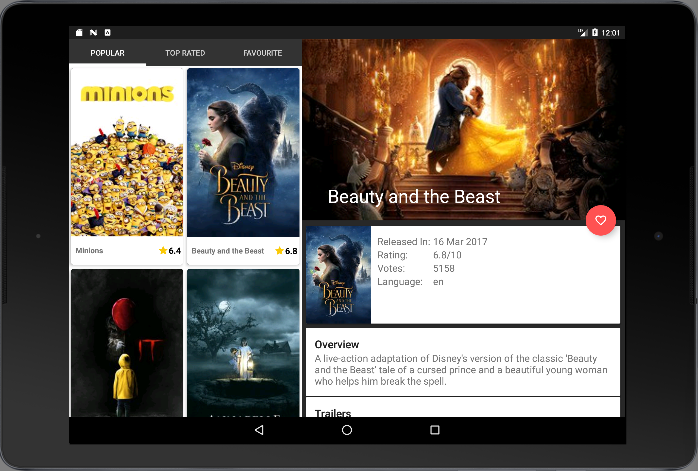 12:01
POPULAR
TOP RATED
FAVOURITE
minions
Disney
BEAUTY
AND THE
BEAST
Minions
6.4
Beauty and the Beast
6.8
IT
Beauty and the Beast
Disney
BEAUTY
AND THE
BEAST
Released In: 16 Mar 2017
Rating: 6.8/10
Votes: 5158
Language: en
Overview
A live-action adaptation of Disney's version of the classic 'Beauty
and the Beast' tale of a cursed prince and a beautiful young woman
who helps him break the spell.
Trailers